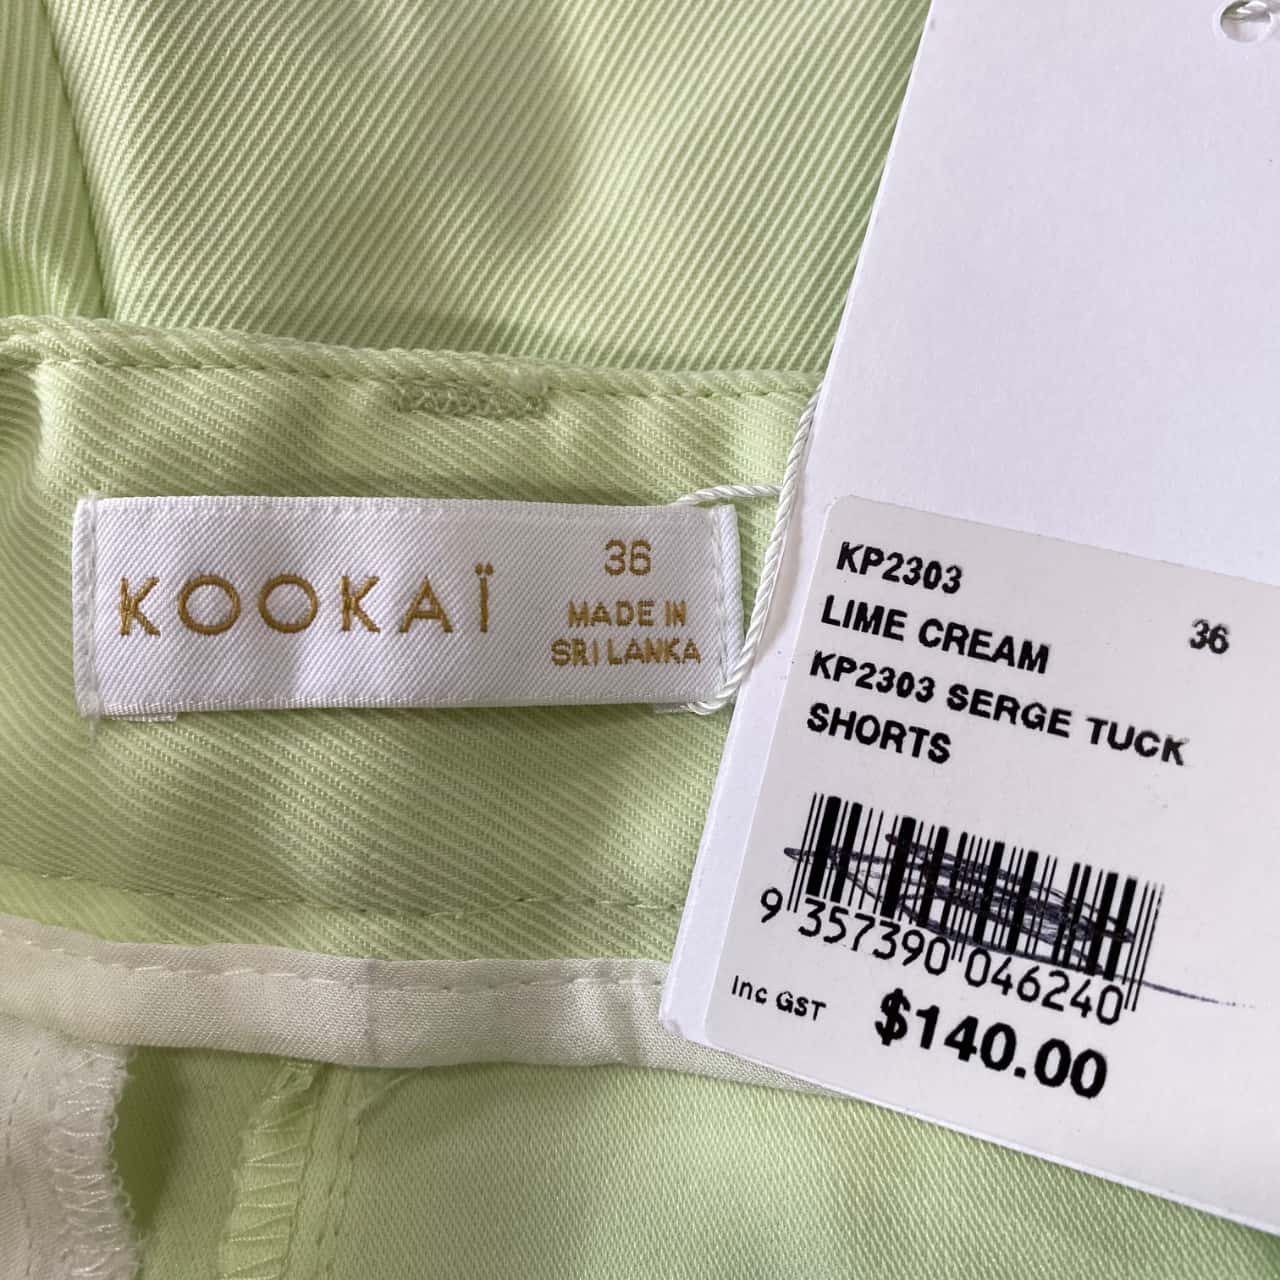 KOOKAÏ
36
MADE IN
SRI LANKA
KP2303
LIME CREAM 36
KP2303 SERGE TUCK
SHORTS
9 357390 046240
Inc GST $140.00